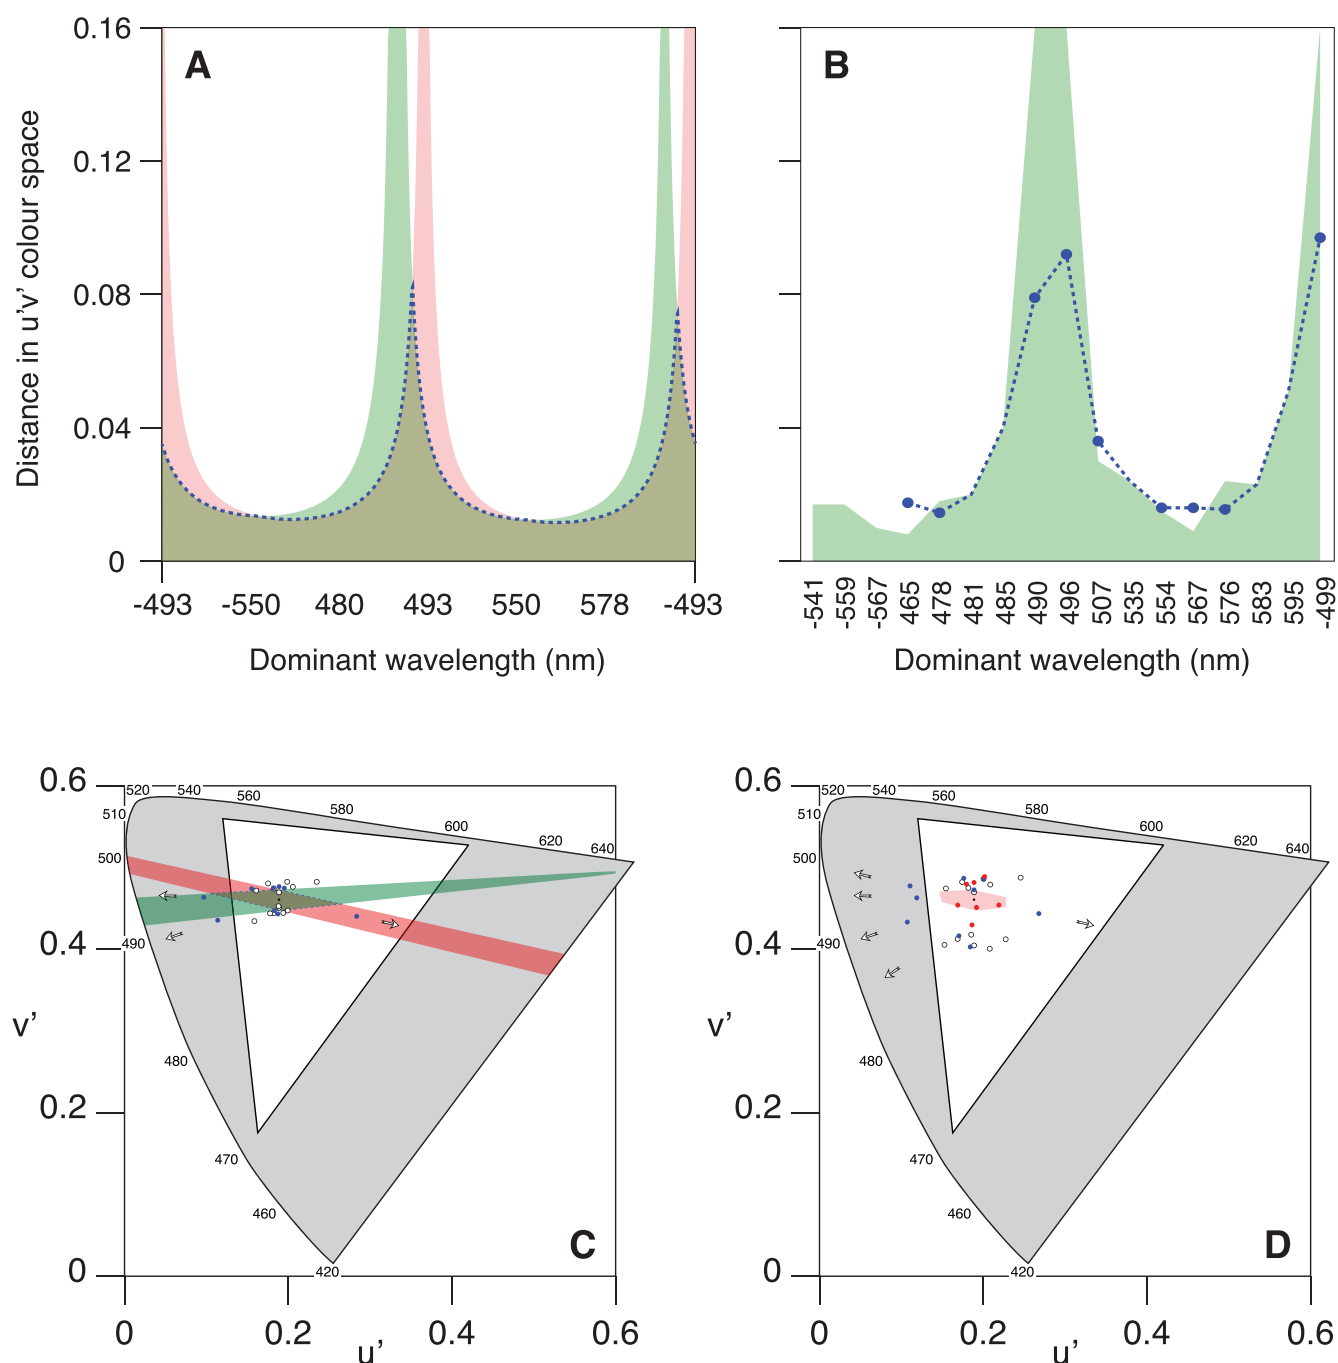 A
B
0.16
0.12
0.08
0.04
0
Distance in u'v' colour space
-493 -550 480 493 550 578 -493
Dominant wavelength (nm)
-541 -559 -567 465 478 481 485 490 496 507 535 554 567 576 583 595 -499
Dominant wavelength (nm)
0.6
0.4
0.2
0
v'
520 540 560 580 600 620 640
510
500
490
480
470
460
420
C
0 0.2 0.4 0.6
u'
0.6
0.4
0.2
0
v'
520 540 560 580 600 620 640
510
500
490
480
470
460
420
D
0 0.2 0.4 0.6
u'